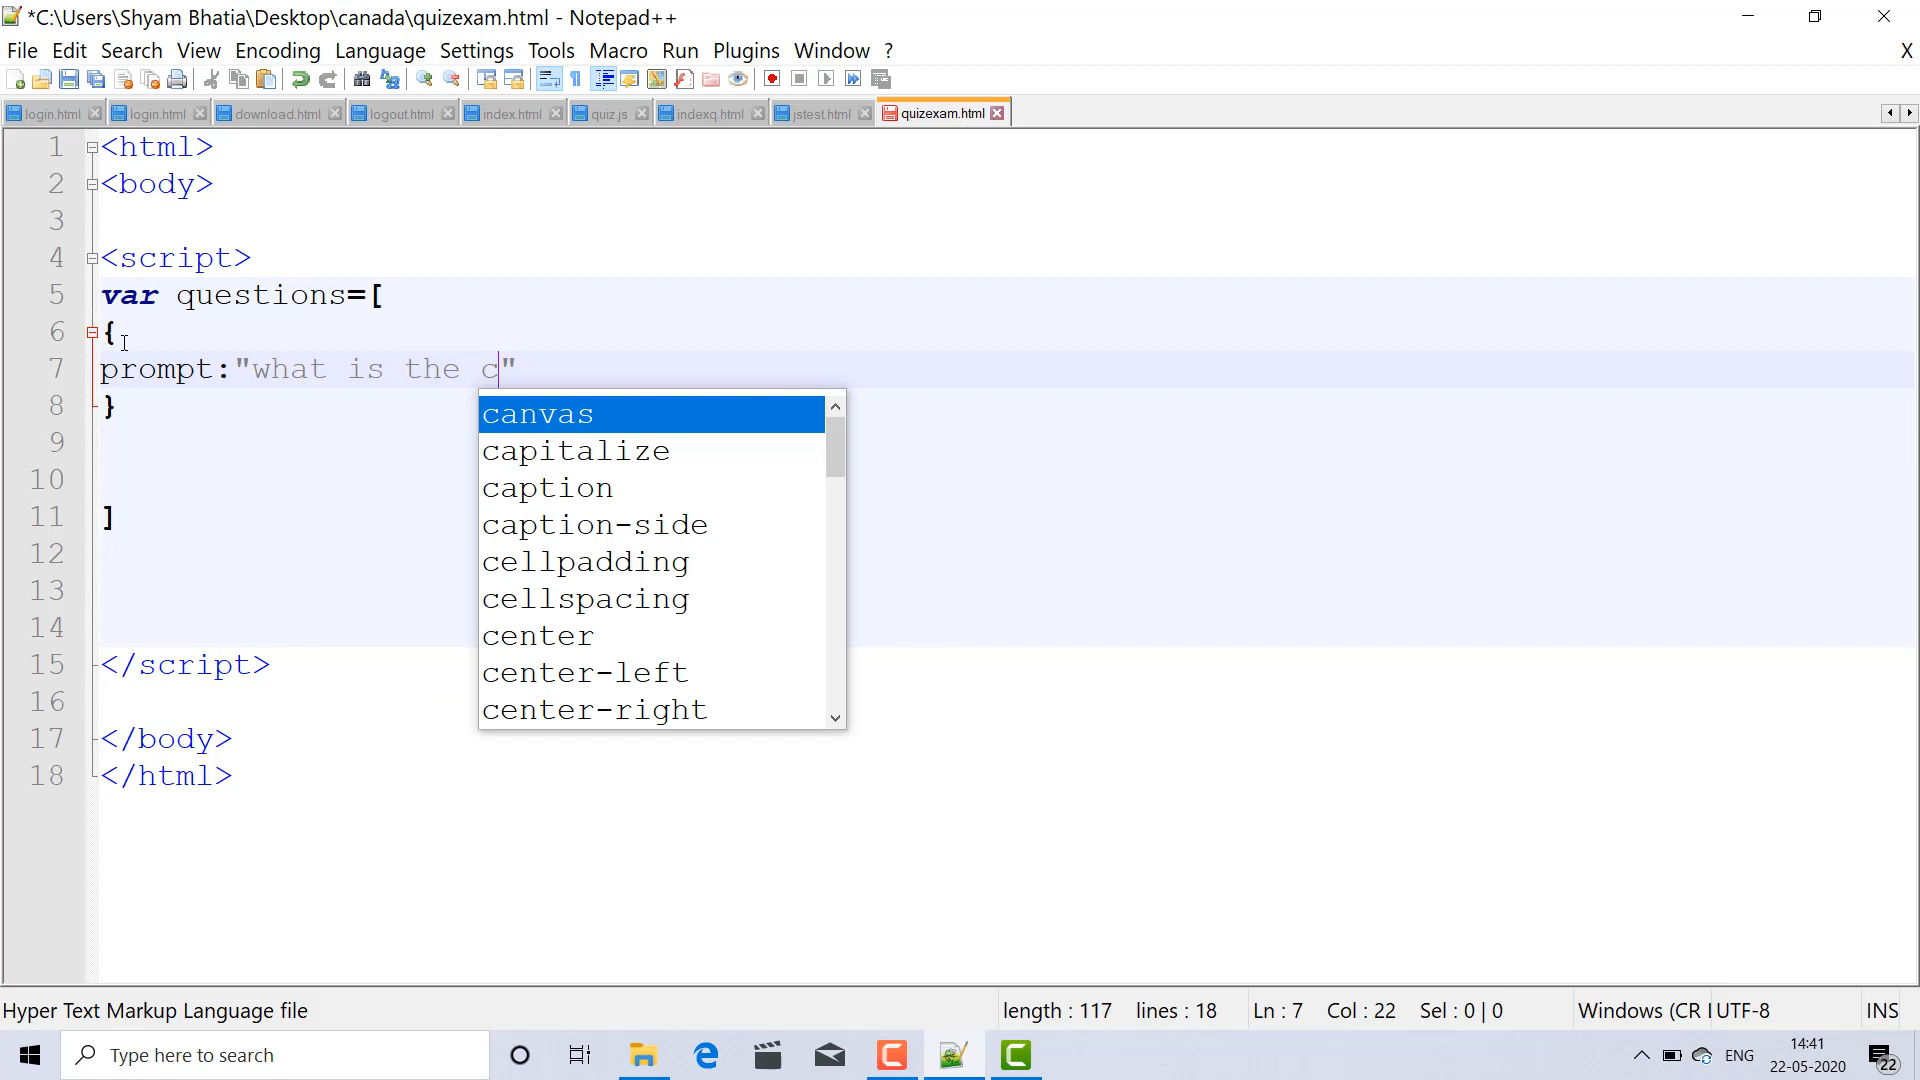 *C:\Users\Shyam Bhatia\Desktop\canada\quizexam.html - Notepad++
File Edit Search View Encoding Language Settings Tools Macro Run Plugins Window ? X
login.html login.html download.html logout.html index.html quiz.js indexq.html jstest.html quizexam.html
1 <html>
2 <body>
3
4 <script>
5 var questions=[
6 {
7 prompt:"what is the c"
8 }
9
10
11 ]
12
13
14
15 </script>
16
17 </body>
18 </html>
canvas
capitalize
caption
caption-side
cellpadding
cellspacing
center
center-left
center-right
Hyper Text Markup Language file length : 117 lines : 18 Ln : 7 Col : 22 Sel : 0 | 0 Windows (CR UTF-8 INS
Type here to search
ENG
14:41
22-05-2020
22